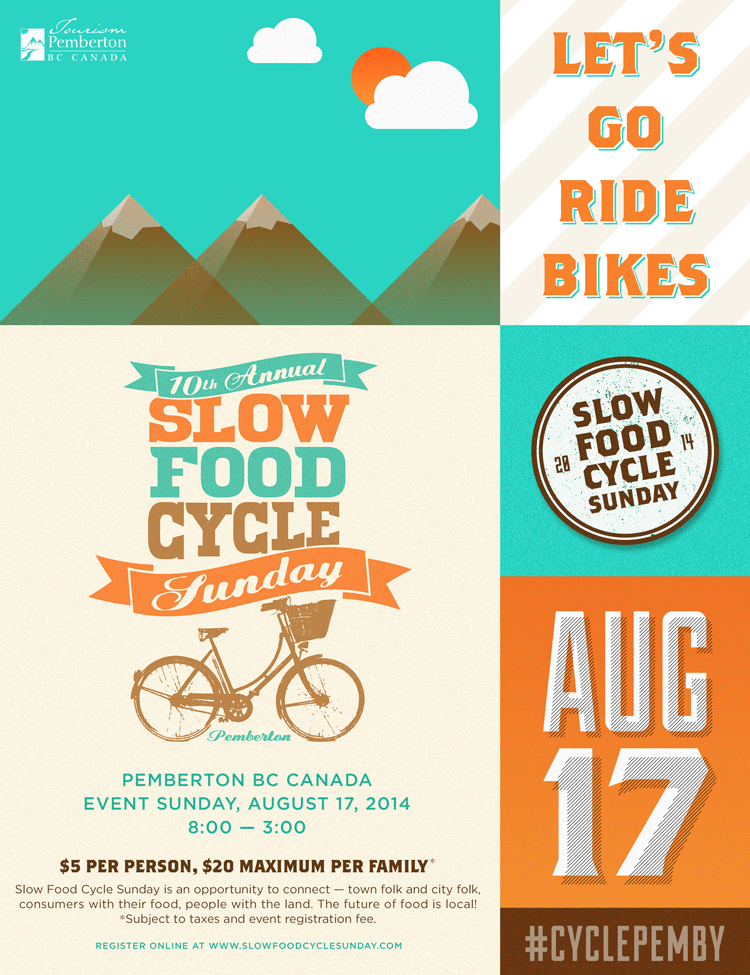 Tourism
Pemberton
BC CANADA
LET'S
GO
RIDE
BIKES
10th Annual
SLOW
FOOD
CYCLE
Sunday
Pemberton
SLOW
FOOD
20 14
CYCLE
SUNDAY
AUG
17
PEMBERTON BC CANADA
EVENT SUNDAY, AUGUST 17, 2014
8:00 — 3:00
$5 PER PERSON, $20 MAXIMUM PER FAMILY*
Slow Food Cycle Sunday is an opportunity to connect — town folk and city folk,
consumers with their food, people with the land. The future of food is local!
*Subject to taxes and event registration fee.
REGISTER ONLINE AT WWW.SLOWFOODCYCLESUNDAY.COM
#CYCLEPEMBY